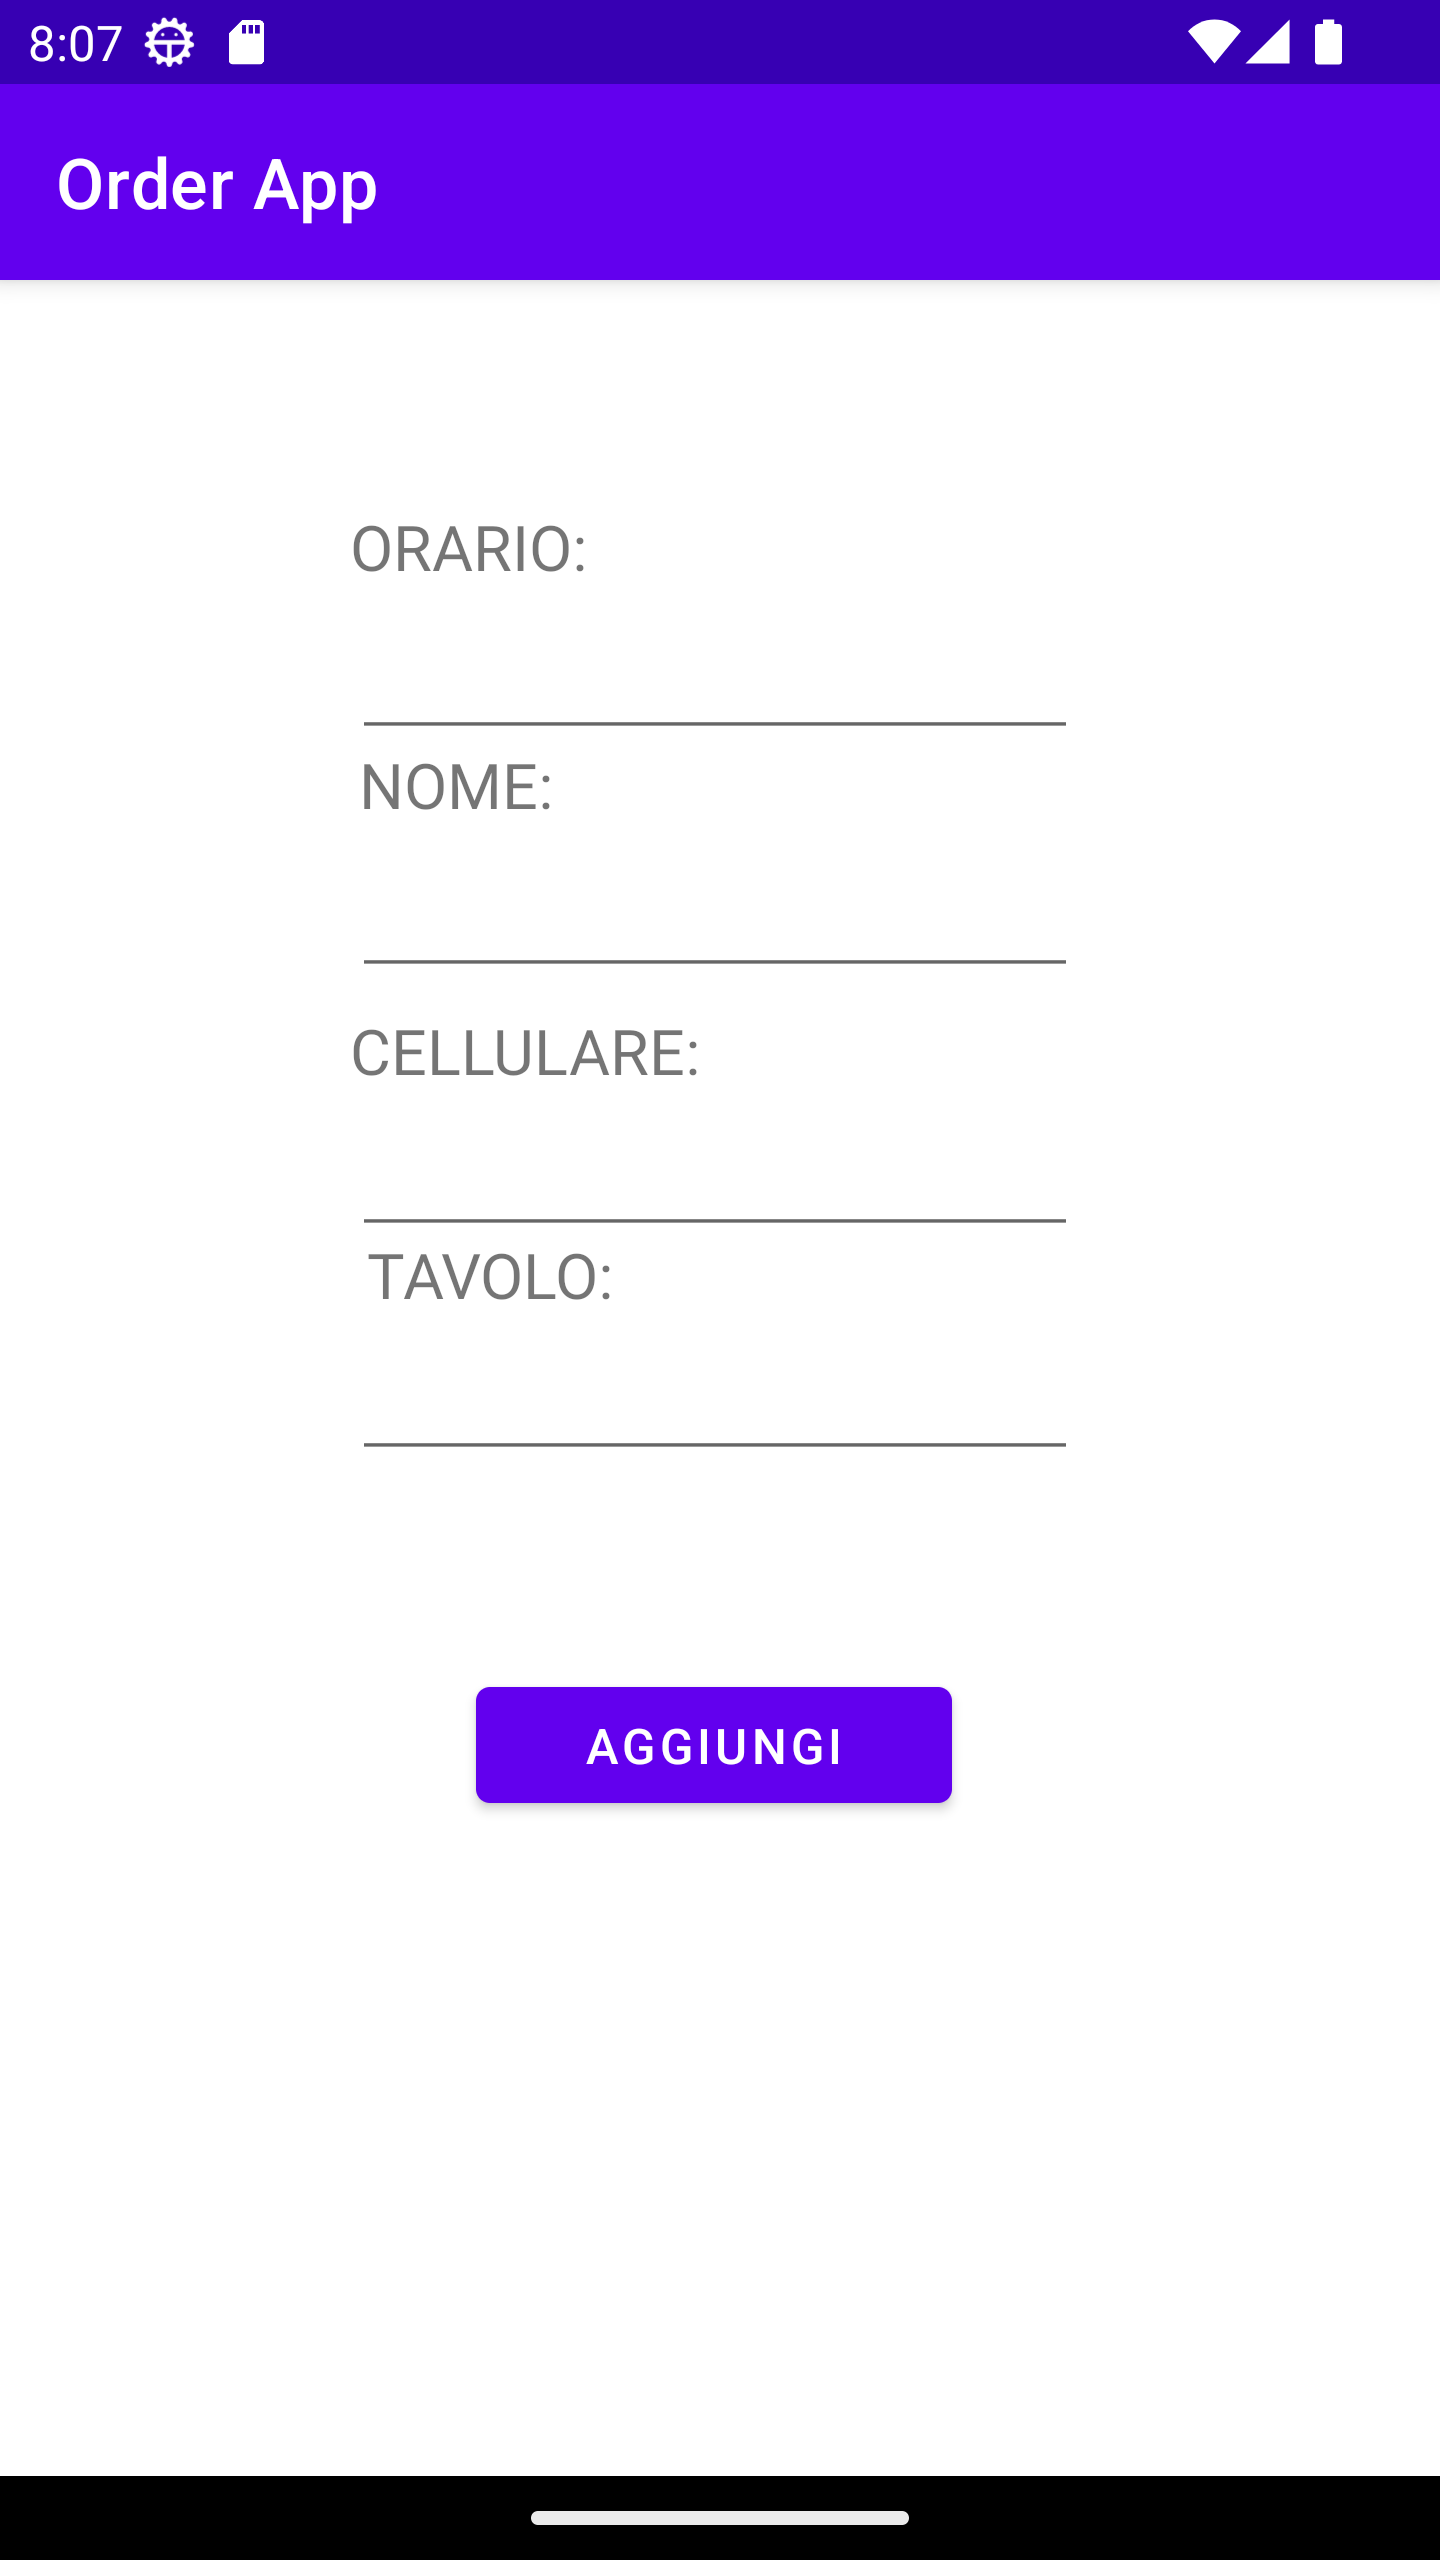 8:07
Order App
ORARIO:
NOME:
CELLULARE:
TAVOLO:
AGGIUNGI